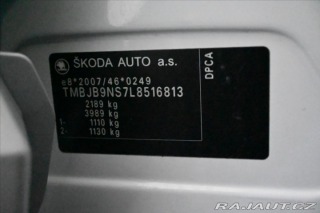 ŠKODA AUTO a.s.
e8*2007/46*0249
TMBJB9NS7L8516813
2189 kg
3989 kg
1- 1110 kg
2- 1130 kg
DPCA
RAJAUT.CZ